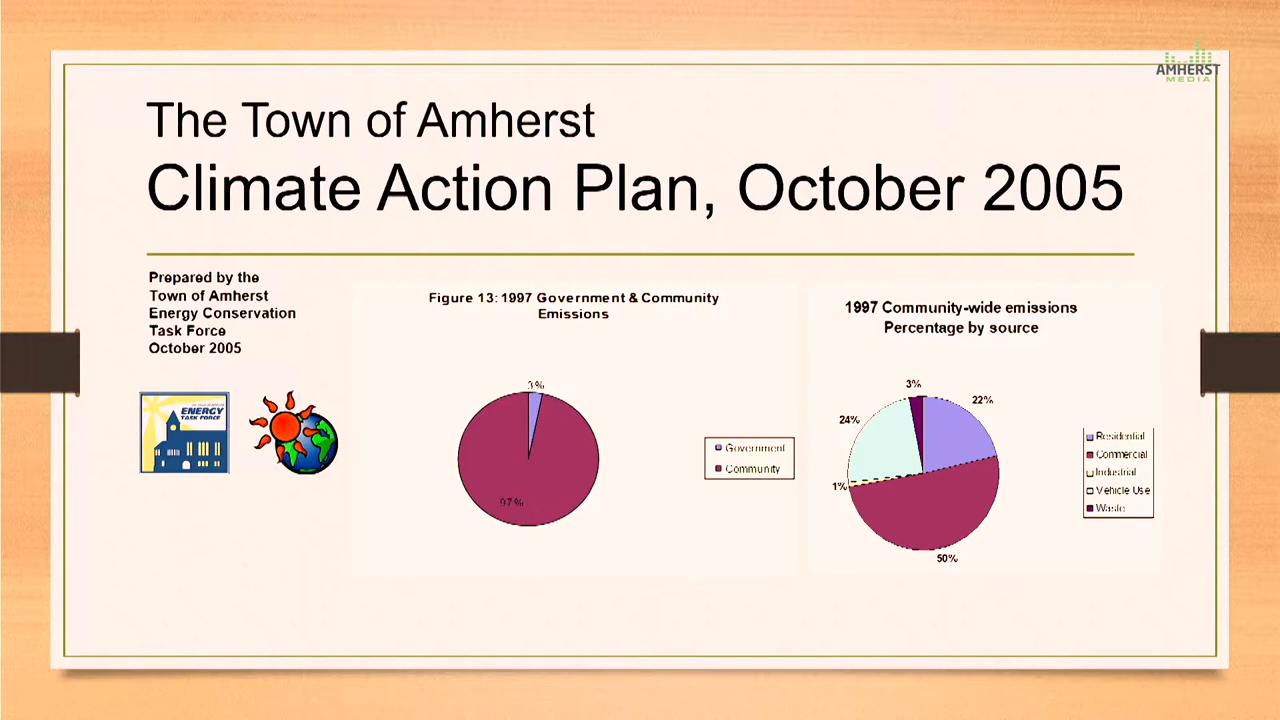 AMHERST
MEDIA
The Town of Amherst
Climate Action Plan, October 2005
Prepared by the
Town of Amherst
Energy Conservation
Task Force
October 2005
ENERGY
TASK FORCE
Figure 13: 1997 Government & Community
Emissions
3%
97%
Government
Community
1997 Community-wide emissions
Percentage by source
3%
22%
24%
1%
50%
Residential
Commercial
Industrial
Vehicle Use
Waste